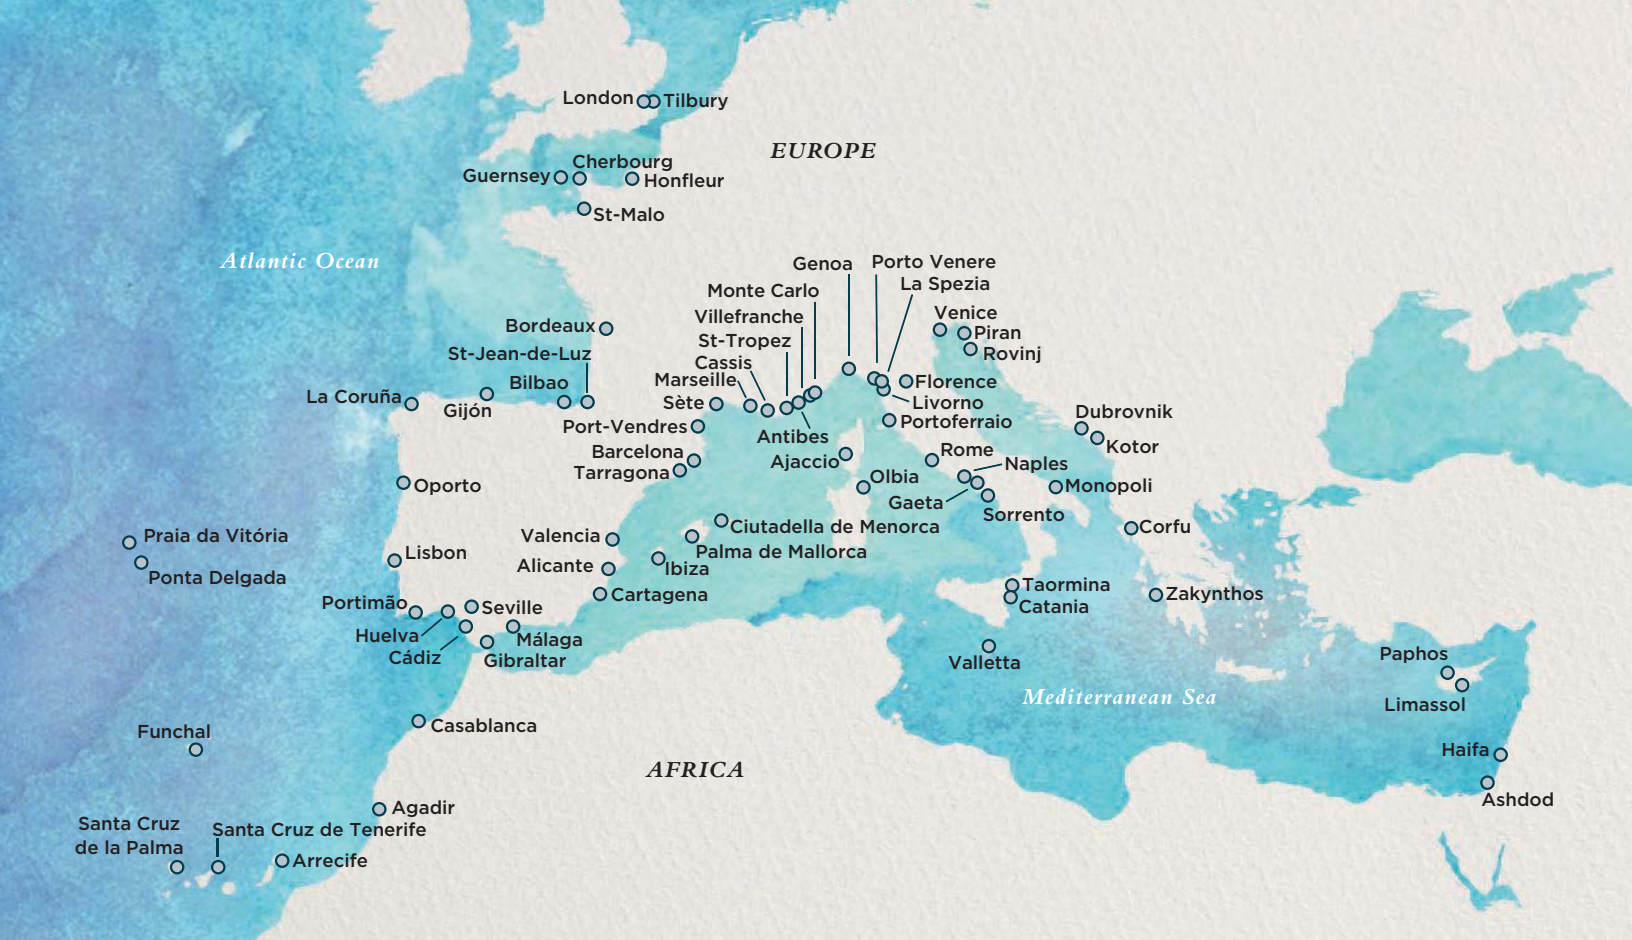 London
Tilbury
EUROPE
Cherbourg
Guernsey
Honfleur
St-Malo
Atlantic Ocean
Genoa
Porto Venere
La Spezia
Monte Carlo
Villefranche
Venice
Bordeaux
St-Tropez
Piran
St-Jean-de-Luz
Cassis
Rovinj
Bilbao
Marseille
Florence
La Coruña
Gijón
Sète
Livorno
Port-Vendres
Antibes
Portoferraio
Dubrovnik
Barcelona
Ajaccio
Rome
Kotor
Tarragona
Naples
Oporto
Olbia
Monopoli
Gaeta
Sorrento
Praia da Vitória
Valencia
Ciutadella de Menorca
Corfu
Lisbon
Palma de Mallorca
Ponta Delgada
Alicante
Ibiza
Taormina
Portimão
Seville
Cartagena
Catania
Zakynthos
Huelva
Málaga
Cádiz
Gibraltar
Valletta
Paphos
Mediterranean Sea
Limassol
Funchal
Casablanca
Haifa
AFRICA
Ashdod
Agadir
Santa Cruz
de la Palma
Santa Cruz de Tenerife
Arrecife